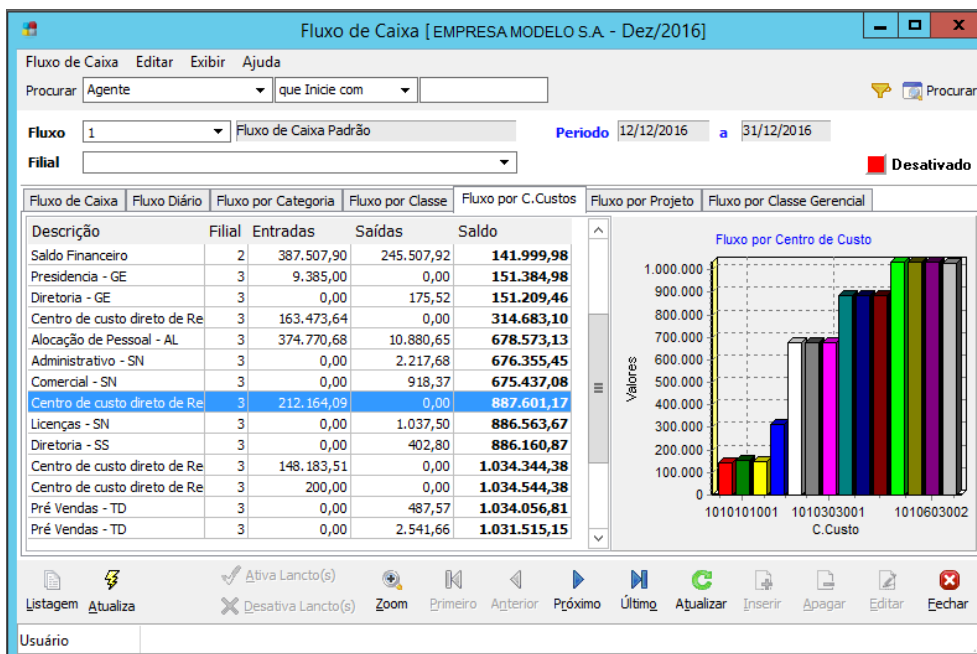 Fluxo de Caixa [ EMPRESA MODELO S.A. - Dez/2016]
Fluxo de Caixa Editar Exibir Ajuda
Procurar Agente que Inicie com Procurar
Fluxo 1 Fluxo de Caixa Padrão Periodo 12/12/2016 a 31/12/2016
Filial Desativado
Fluxo de Caixa Fluxo Diário Fluxo por Categoria Fluxo por Classe Fluxo por C.Custos Fluxo por Projeto Fluxo por Classe Gerencial
Descrição Filial Entradas Saídas Saldo
Saldo Financeiro 2 387.507,90 245.507,92 141.999,98
Presidencia - GE 3 9.385,00 0,00 151.384,98
Diretoria - GE 3 0,00 175,52 151.209,46
Centro de custo direto de Re 3 163.473,64 0,00 314.683,10
Alocação de Pessoal - AL 3 374.770,68 10.880,65 678.573,13
Administrativo - SN 3 0,00 2.217,68 676.355,45
Comercial - SN 3 0,00 918,37 675.437,08
Centro de custo direto de Re 3 212.164,09 0,00 887.601,17
Licenças - SN 3 0,00 1.037,50 886.563,67
Diretoria - SS 3 0,00 402,80 886.160,87
Centro de custo direto de Re 3 148.183,51 0,00 1.034.344,38
Centro de custo direto de Re 3 200,00 0,00 1.034.544,38
Pré Vendas - TD 3 0,00 487,57 1.034.056,81
Pré Vendas - TD 3 0,00 2.541,66 1.031.515,15
Fluxo por Centro de Custo
Valores
1.000.000
900.000
800.000
700.000
600.000
500.000
400.000
300.000
200.000
100.000
0
1010101001 1010303001 1010603002
C.Custo
Listagem Atualiza Ativa Lancto(s) Desativa Lancto(s) Zoom Primeiro Anterior Próximo Último Atualizar Inserir Apagar Editar Fechar
Usuário